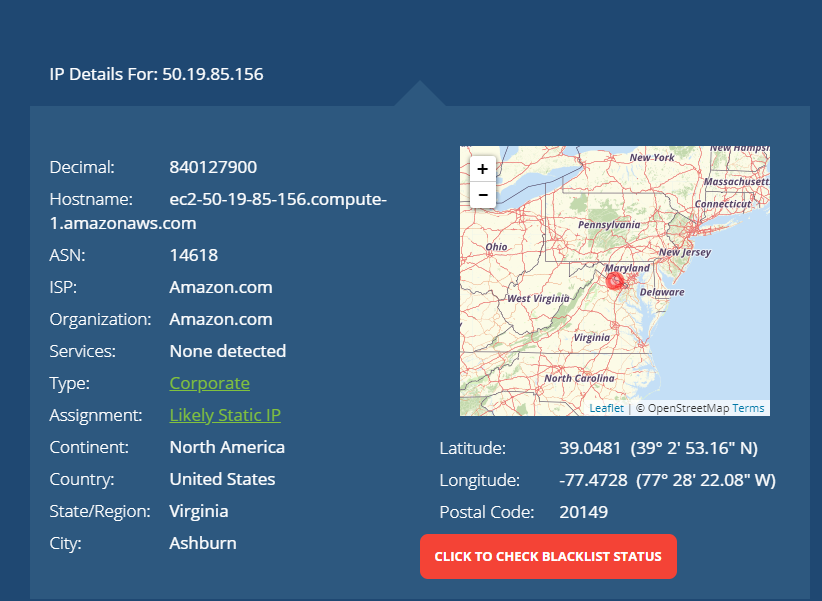 IP Details For: 50.19.85.156
Decimal: 840127900
Hostname: ec2-50-19-85-156.compute-
1.amazonaws.com
ASN: 14618
ISP: Amazon.com
Organization: Amazon.com
Services: None detected
Type: Corporate
Assignment: Likely Static IP
Continent: North America
Country: United States
State/Region: Virginia
City: Ashburn
+
−
New Hampsh
New York
Massachusett
Connecticut
Pennsylvania
Ohio
New Jersey
Maryland
Delaware
West Virginia
Virginia
North Carolina
Leaflet | © OpenStreetMap Terms
Latitude: 39.0481 (39° 2' 53.16" N)
Longitude: -77.4728 (77° 28' 22.08" W)
Postal Code: 20149
CLICK TO CHECK BLACKLIST STATUS